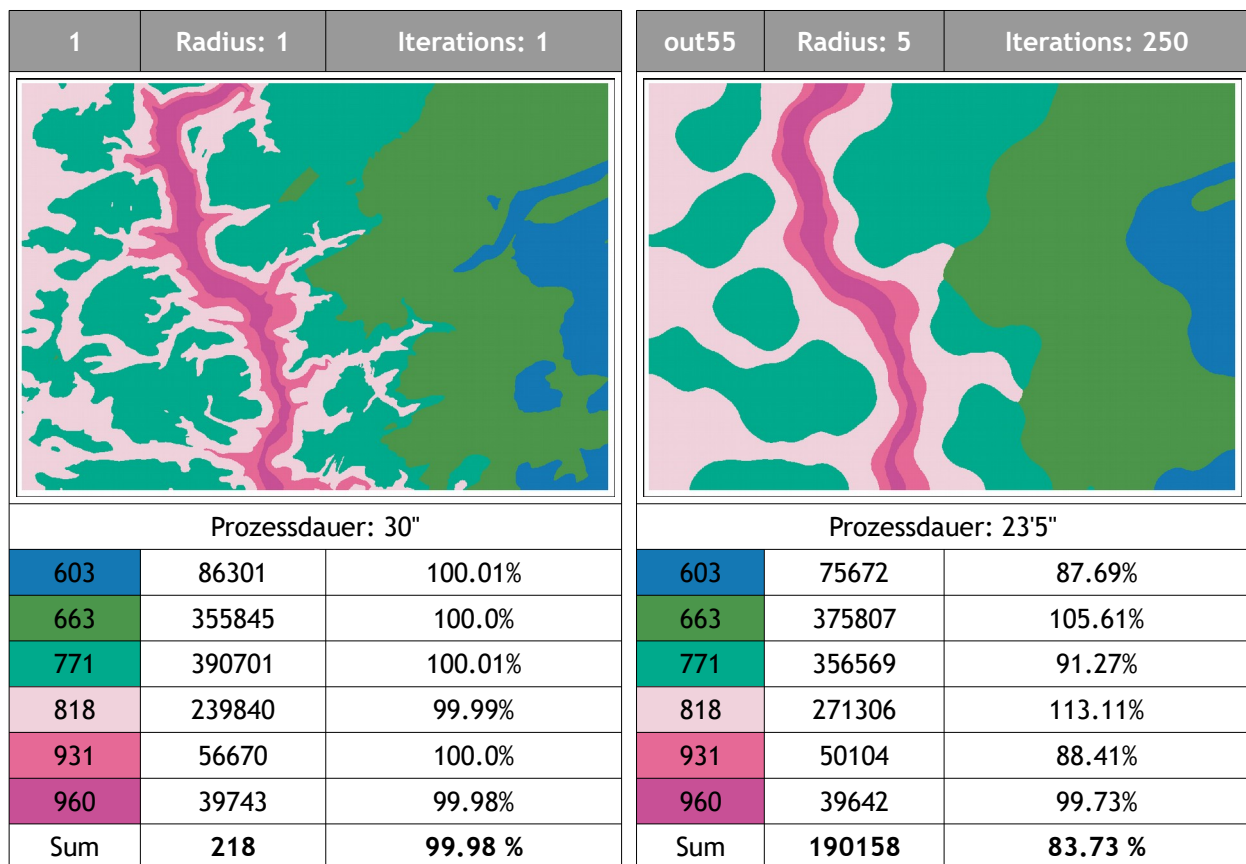 1 Radius: 1 Iterations: 1
Prozessdauer: 30"
603 86301 100.01%
663 355845 100.0%
771 390701 100.01%
818 239840 99.99%
931 56670 100.0%
960 39743 99.98%
Sum 218 99.98 %
out55 Radius: 5 Iterations: 250
Prozessdauer: 23'5"
603 75672 87.69%
663 375807 105.61%
771 356569 91.27%
818 271306 113.11%
931 50104 88.41%
960 39642 99.73%
Sum 190158 83.73 %